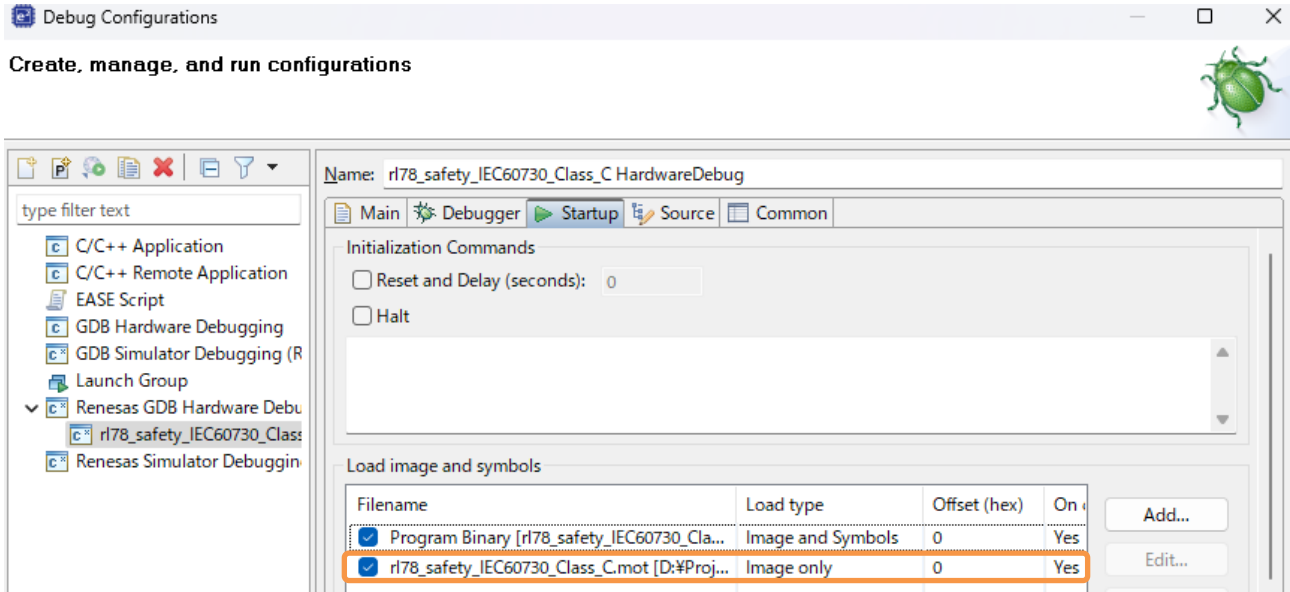 Debug Configurations
Create, manage, and run configurations
type filter text
C/C++ Application
C/C++ Remote Application
EASE Script
GDB Hardware Debugging
GDB Simulator Debugging (R
Launch Group
Renesas GDB Hardware Debu
rl78_safety_IEC60730_Class
Renesas Simulator Debuggin
Name: rl78_safety_IEC60730_Class_C HardwareDebug
Main Debugger Startup Source Common
Initialization Commands
Reset and Delay (seconds): 0
Halt
Load image and symbols
Filename Load type Offset (hex) On
Program Binary [rl78_safety_IEC60730_Cla... Image and Symbols 0 Yes
rl78_safety_IEC60730_Class_C.mot [D:¥Proj... Image only 0 Yes
Add...
Edit...